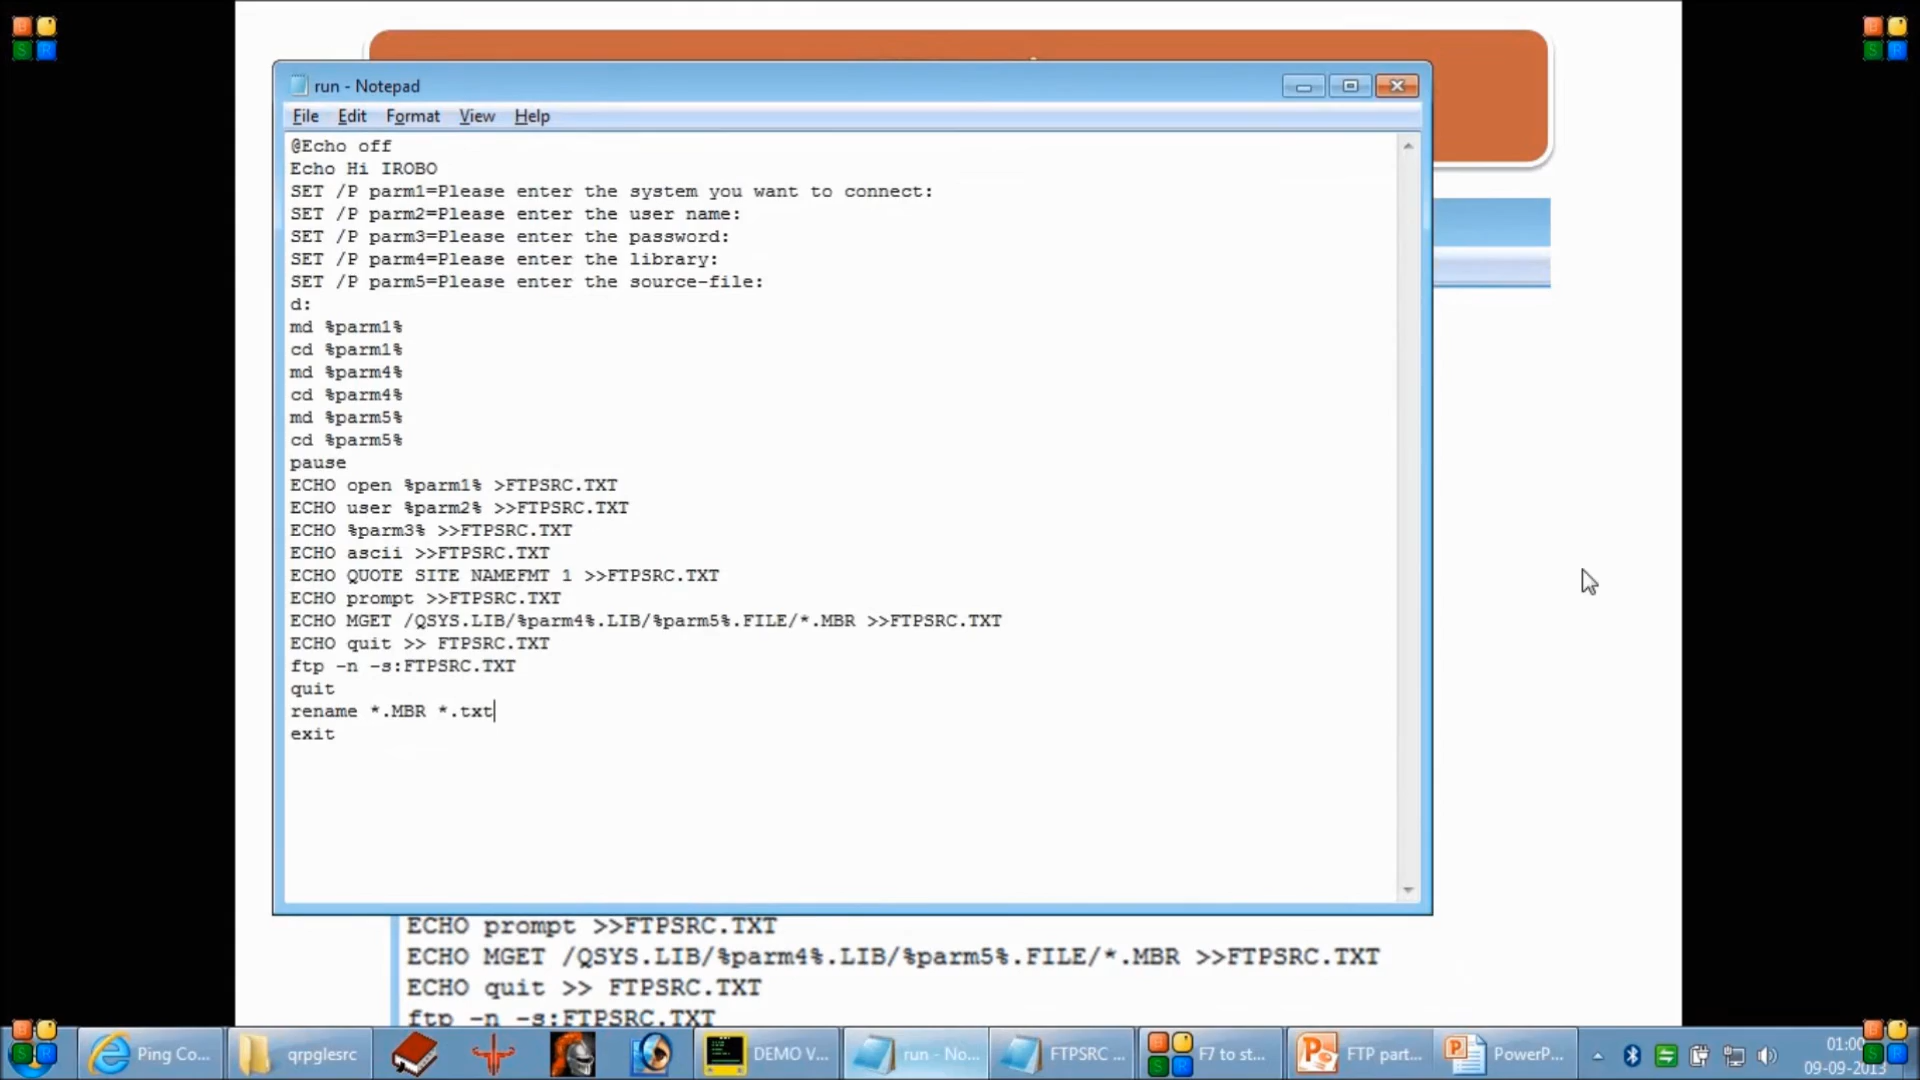 run - Notepad
File Edit Format View Help
@Echo off
Echo Hi IROBO
SET /P parm1=Please enter the system you want to connect:
SET /P parm2=Please enter the user name:
SET /P parm3=Please enter the password:
SET /P parm4=Please enter the library:
SET /P parm5=Please enter the source-file:
d:
md %parm1%
cd %parm1%
md %parm4%
cd %parm4%
md %parm5%
cd %parm5%
pause
ECHO open %parm1% >FTPSRC.TXT
ECHO user %parm2% >>FTPSRC.TXT
ECHO %parm3% >>FTPSRC.TXT
ECHO ascii >>FTPSRC.TXT
ECHO QUOTE SITE NAMEFMT 1 >>FTPSRC.TXT
ECHO prompt >>FTPSRC.TXT
ECHO MGET /QSYS.LIB/%parm4%.LIB/%parm5%.FILE/*.MBR >>FTPSRC.TXT
ECHO quit >> FTPSRC.TXT
ftp -n -s:FTPSRC.TXT
quit
rename *.MBR *.txt
exit
ECHO prompt >>FTPSRC.TXT
ECHO MGET /QSYS.LIB/%parm4%.LIB/%parm5%.FILE/*.MBR >>FTPSRC.TXT
ECHO quit >> FTPSRC.TXT
ftp -n -s:FTPSRC.TXT
Ping Co... qrpglesrc DEMO V... run - No... FTPSRC ... F7 to st... FTP part... PowerP... 01:00
09-09-2013